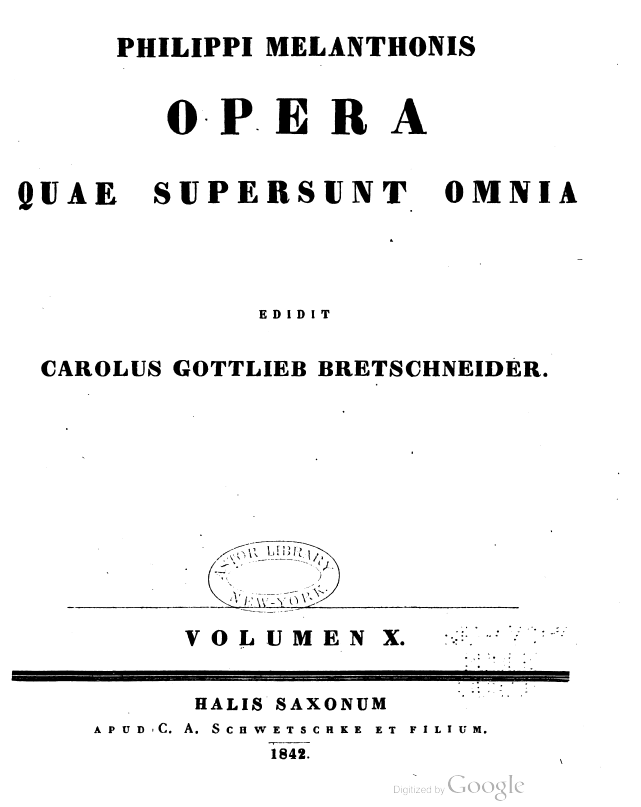 PHILIPPI MELANTHONIS
OPERA
QUAE SUPERSUNT OMNIA
EDIDIT
CAROLUS GOTTLIEB BRETSCHNEIDER.
ASTOR LIBRARY
NEW-YORK
VOLUMEN X.
HALIS SAXONUM
APUD C. A. SCHWETSCHKE ET FILIUM.
1842.
Digitized by Google